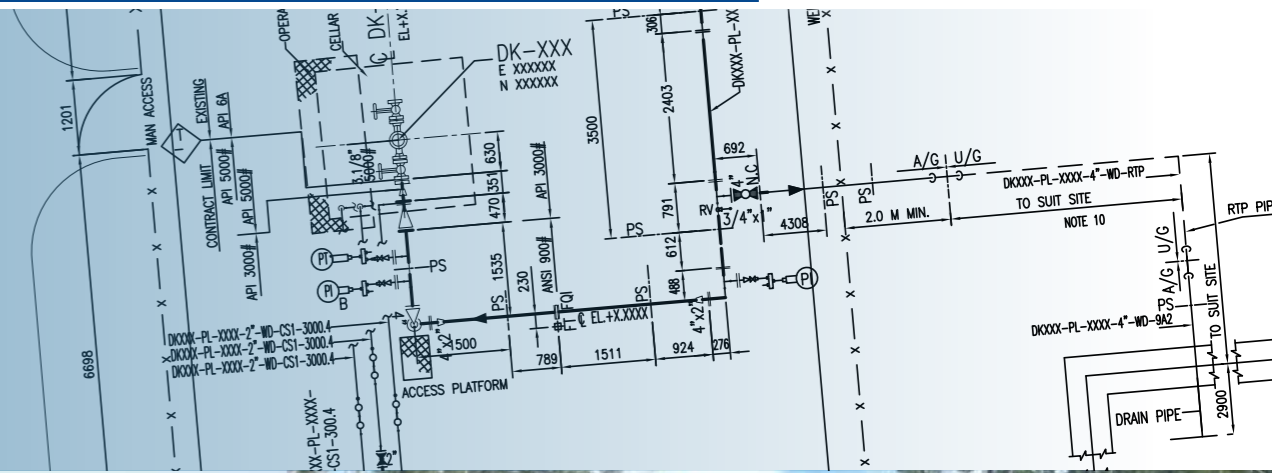 OPERA
CELLAR
℄ DK-
EL+X.
DK-XXX
E XXXXXX
N XXXXXX
1201
MAN ACCESS
EXISTING
API 6A
CONTRACT LIMIT
API 5000#
API 5000#
API 3000#
3.1/8"
5000#
630
351
470
API 3000#
ANSI 900#
1535
230
PT
PI
B
PS
PS
PS
306
3500
2403
DKXXX-PL-XX
692
4"
N.C
RV
3/4"x1"
791
612
488
PS
PS
4308
PI
A/G
U/G
PS
PS
2.0 M MIN.
DKXXX-PL-XXXX-4"-WD-RTP
TO SUIT SITE
NOTE 10
RTP PIP
A/G
U/G
PS
TO SUIT SITE
DKXXX-PL-XXXX-4"-WD-9A2
2900
DRAIN PIPE
FQI
FT
℄ EL+X.XXXX
4"x2"
4"x2"
1500
789
1511
924
276
ACCESS PLATFORM
DKXXX-PL-XXXX-2"-WD-CS1-3000.4
DKXXX-PL-XXXX-2"-WD-CS1-3000.4
DKXXX-PL-XXXX-2"-WD-CS1-3000.4
XX-PL-XXXX-
CS1-300.4
6698